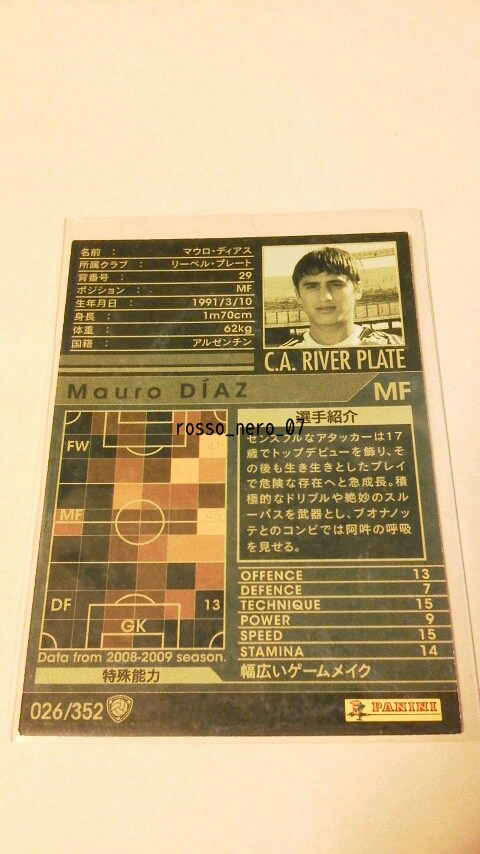 名前 : マウロ・ディアス
所属クラブ : リーベル・プレート
背番号 : 29
ポジション : MF
生年月日 : 1991/3/10
身長 : 1m70cm
体重 : 62kg
国籍 : アルゼンチン
C.A. RIVER PLATE
Mauro DÍAZ MF
選手紹介
rosso_nero_07
センスフルなアタッカーは17
歳でトップデビューを飾り、そ
の後も生き生きとしたプレイ
で危険な存在へと急成長。積
極的なドリブルや絶妙のスルー
パスを武器とし、ブオナノッ
テとのコンビでは阿吽の呼吸
を見せる。
FW 41
MF 46
DF 13
GK
Data from 2008-2009 season.
OFFENCE 13
DEFENCE 7
TECHNIQUE 15
POWER 9
SPEED 15
STAMINA 14
特殊能力 幅広いゲームメイク
026/352
PANINI